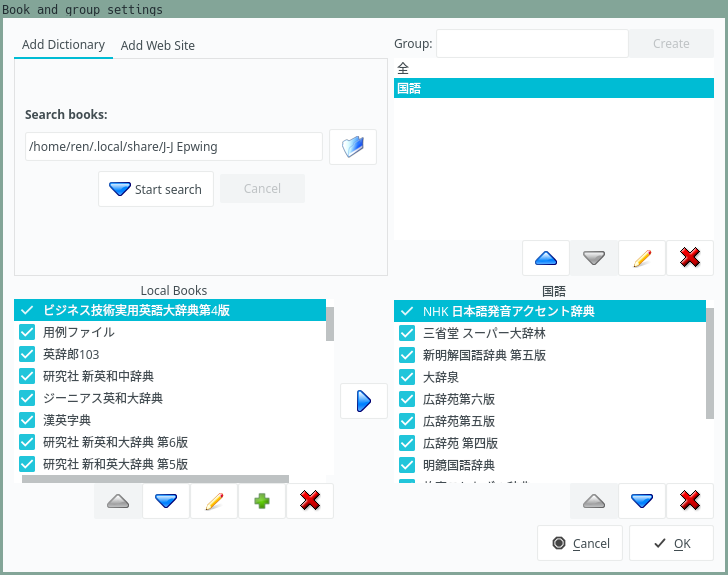 Book and group settings
Add Dictionary
Add Web Site
Search books:
/home/ren/.local/share/J-J Epwing
Start search
Cancel
Group:
Create
全
国語
Local Books
ビジネス技術実用英語大辞典第4版
用例ファイル
英辞郎103
研究社 新英和中辞典
ジーニアス英和大辞典
漢英字典
研究社 新英和大辞典 第6版
研究社 新和英大辞典 第5版
国語
NHK 日本語発音アクセント辞典
三省堂 スーパー大辞林
新明解国語辞典 第五版
大辞泉
広辞苑第六版
広辞苑第五版
広辞苑 第四版
明鏡国語辞典
Cancel
OK